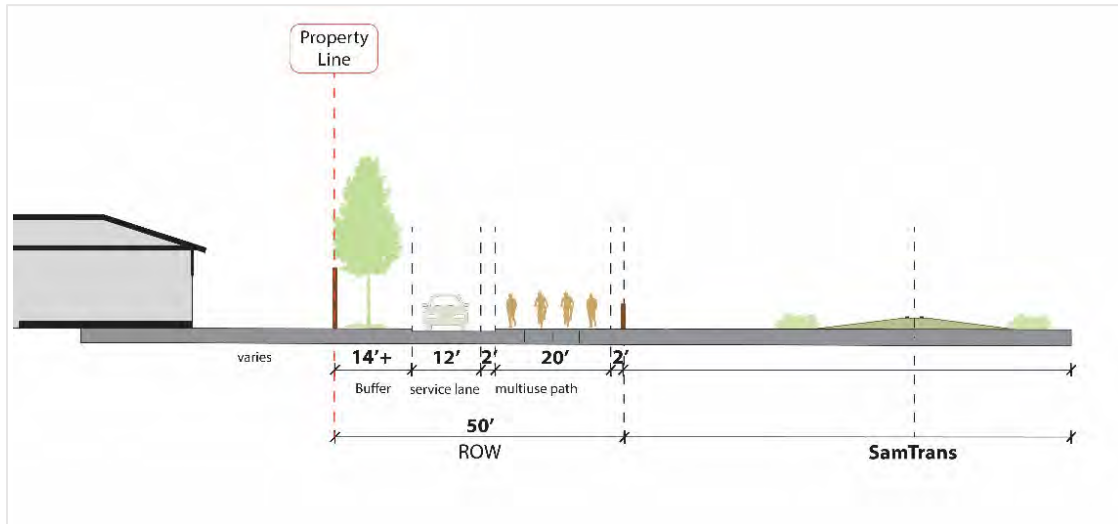 Property
Line
varies
14’+
12’
2’
20’
2’
Buffer
service lane
multiuse path
50’
ROW
SamTrans